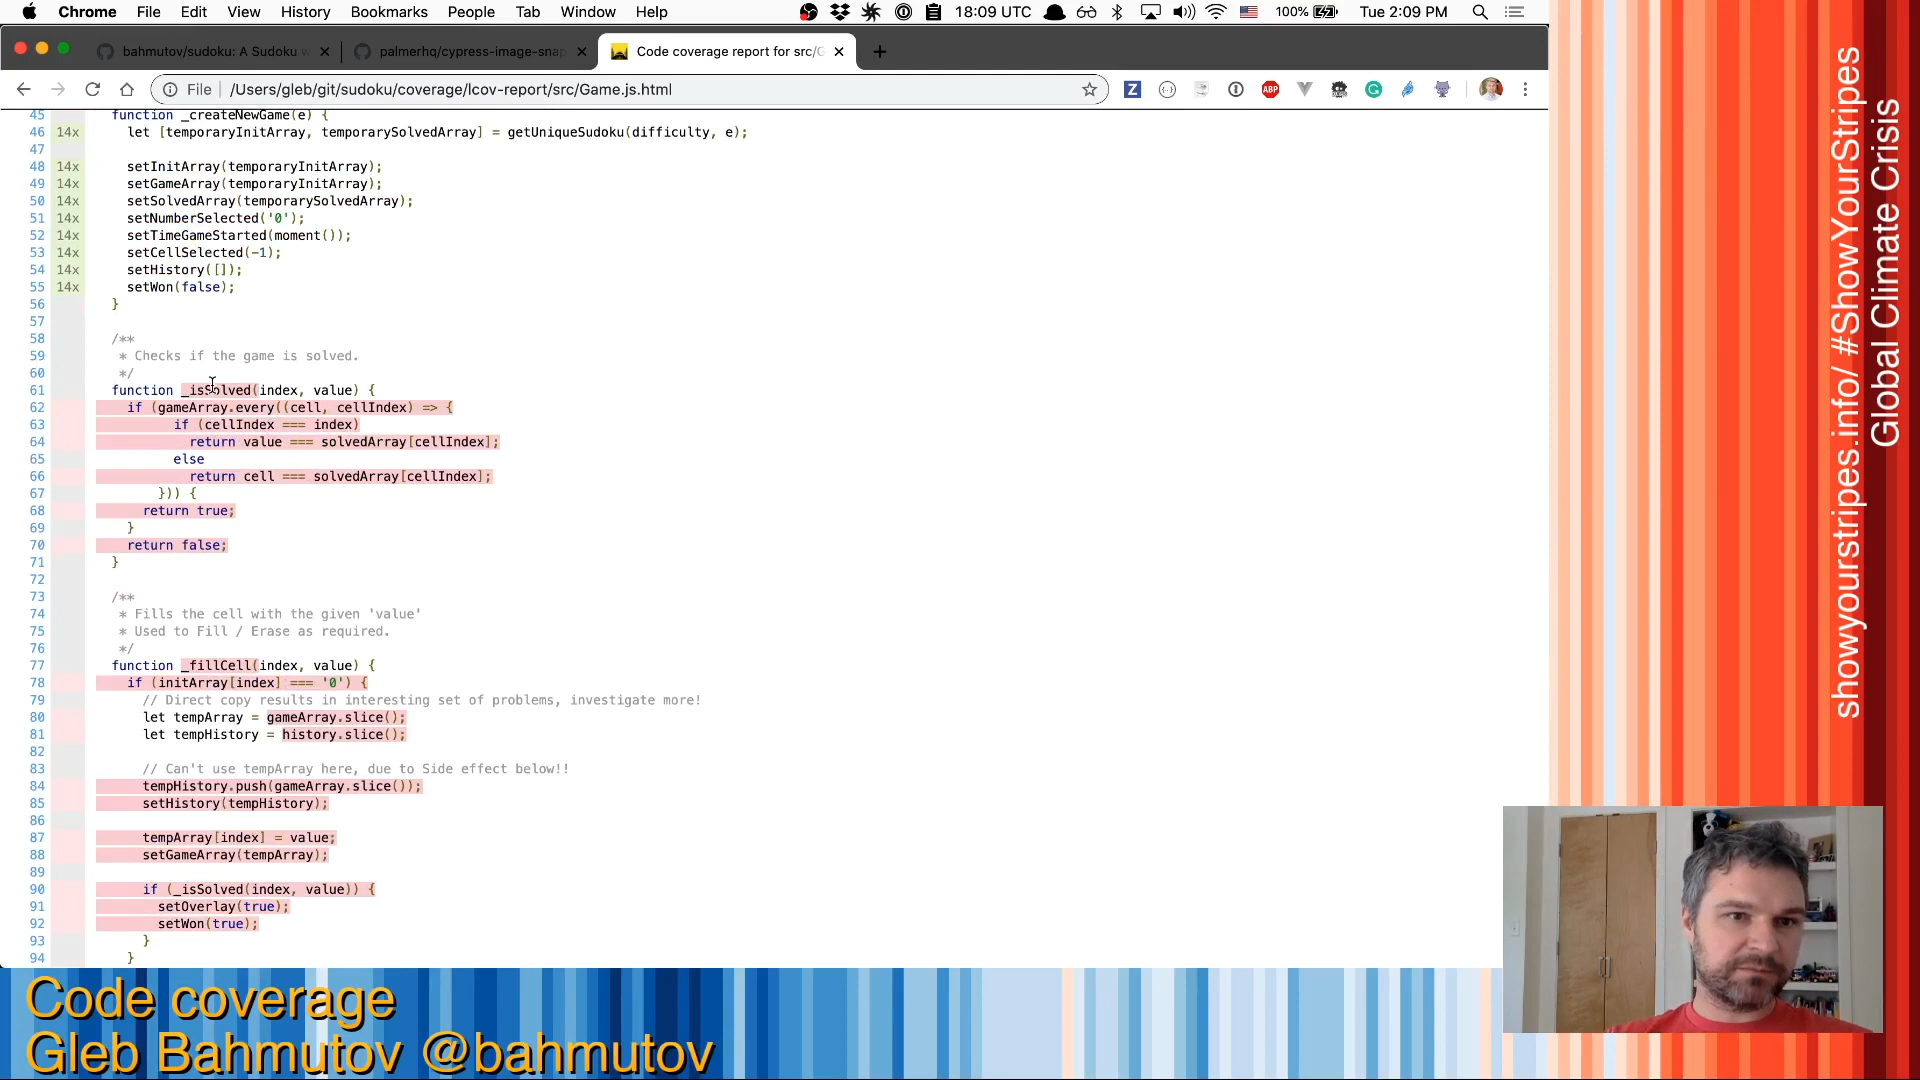 Chrome File Edit View History Bookmarks People Tab Window Help 18:09 UTC 100% Tue 2:09 PM
bahmutov/sudoku: A Sudoku w palmerhq/cypress-image-snap Code coverage report for src/G
File /Users/gleb/git/sudoku/coverage/lcov-report/src/Game.js.html
45 function _createNewGame(e) {
46 14x let [temporaryInitArray, temporarySolvedArray] = getUniqueSudoku(difficulty, e);
47
48 14x setInitArray(temporaryInitArray);
49 14x setGameArray(temporaryInitArray);
50 14x setSolvedArray(temporarySolvedArray);
51 14x setNumberSelected('0');
52 14x setTimeGameStarted(moment());
53 14x setCellSelected(-1);
54 14x setHistory([]);
55 14x setWon(false);
56 }
57
58 /**
59 * Checks if the game is solved.
60 */
61 function _isSolved(index, value) {
62 if (gameArray.every((cell, cellIndex) => {
63 if (cellIndex === index)
64 return value === solvedArray[cellIndex];
65 else
66 return cell === solvedArray[cellIndex];
67 })) {
68 return true;
69 }
70 return false;
71 }
72
73 /**
74 * Fills the cell with the given 'value'
75 * Used to Fill / Erase as required.
76 */
77 function _fillCell(index, value) {
78 if (initArray[index] === '0') {
79 // Direct copy results in interesting set of problems, investigate more!
80 let tempArray = gameArray.slice();
81 let tempHistory = history.slice();
82
83 // Can't use tempArray here, due to Side effect below!!
84 tempHistory.push(gameArray.slice());
85 setHistory(tempHistory);
86
87 tempArray[index] = value;
88 setGameArray(tempArray);
89
90 if (_isSolved(index, value)) {
91 setOverlay(true);
92 setWon(true);
93 }
94 }
Code coverage
Gleb Bahmutov @bahmutov
showyourstripes.info/ #ShowYourStripes
Global Climate Crisis